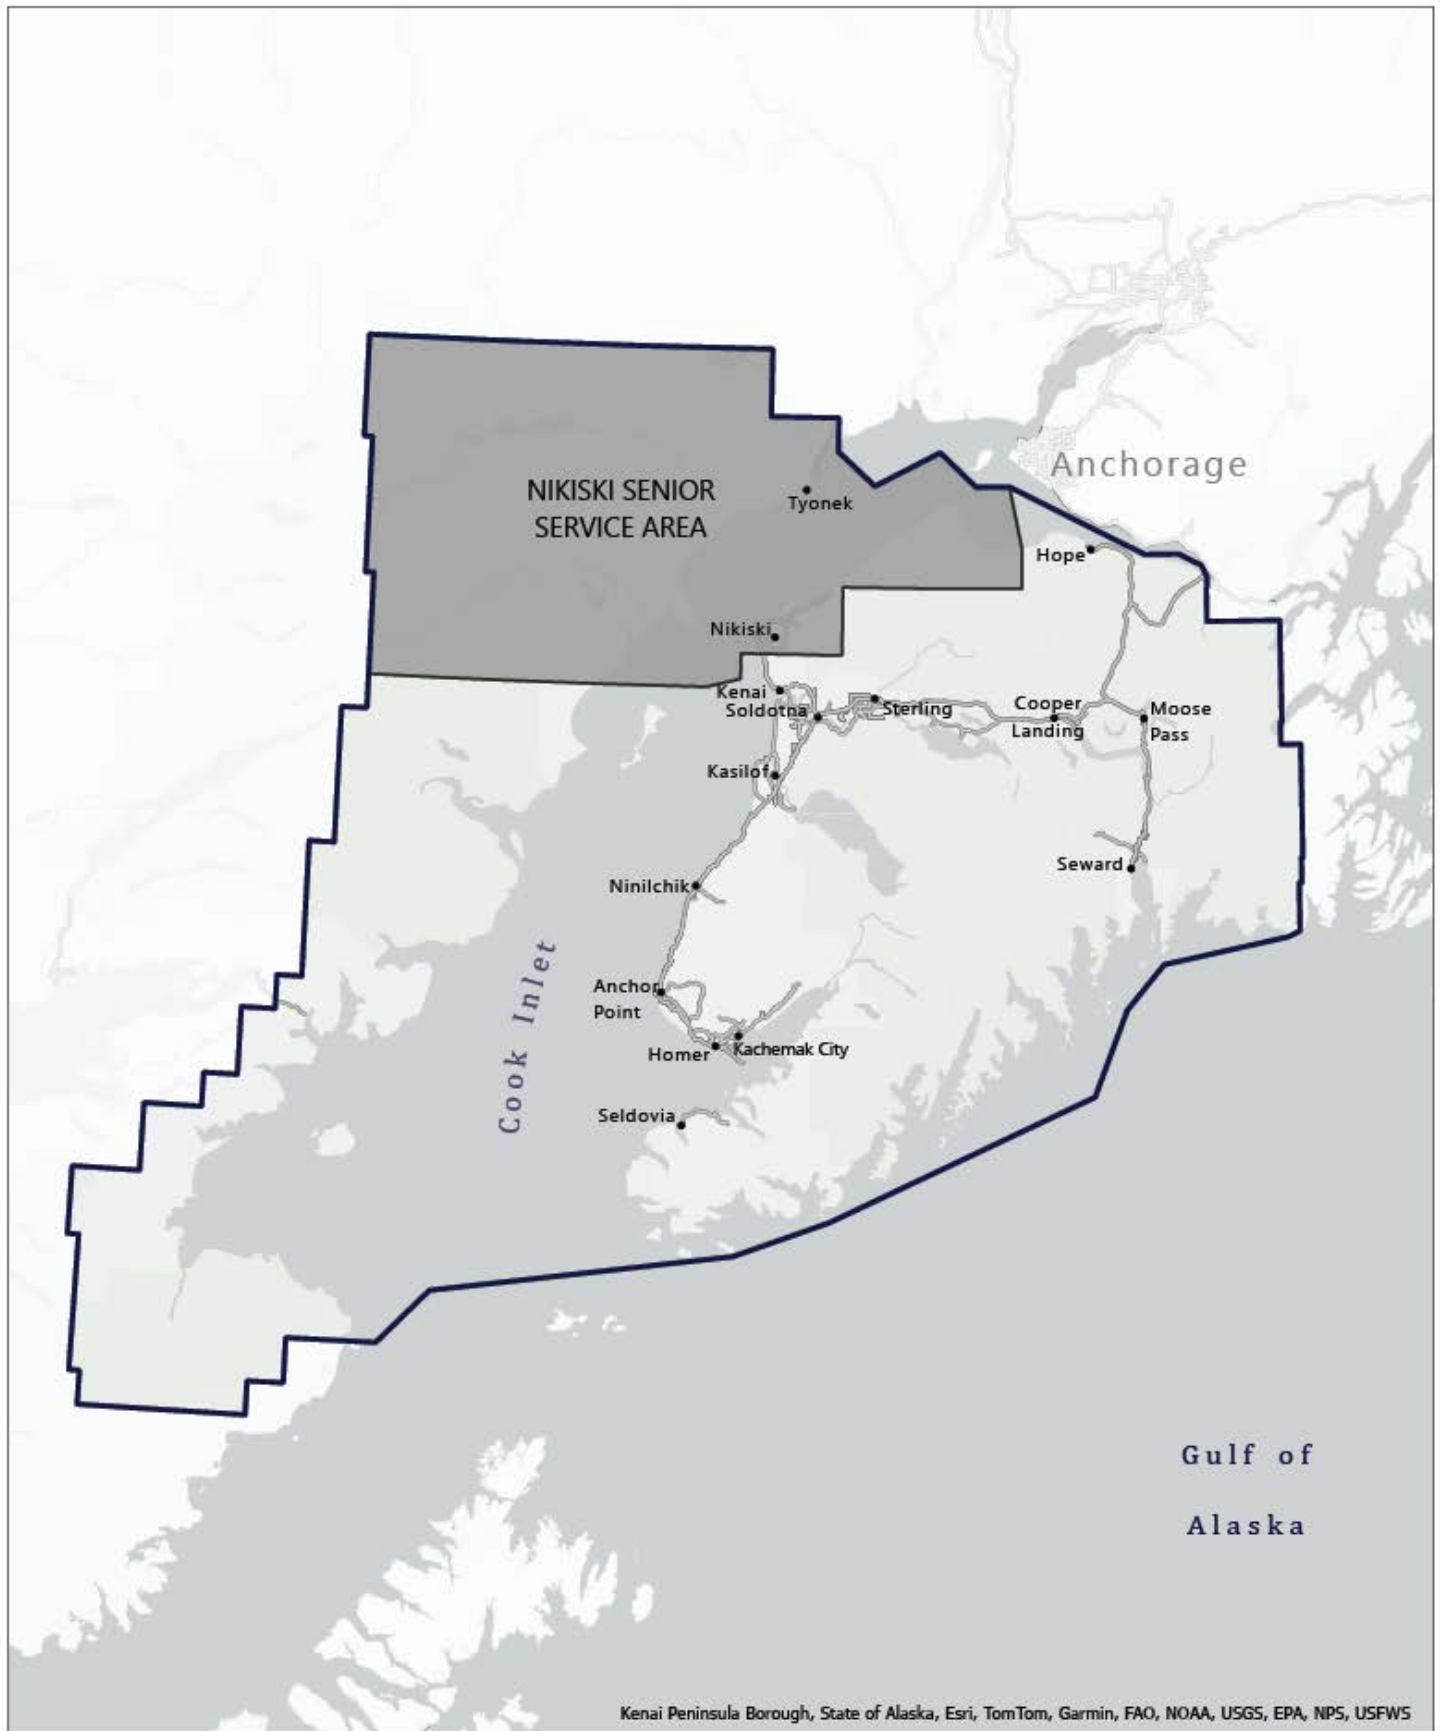 Anchorage
NIKISKI SENIOR
SERVICE AREA
Tyonek
Hope
Nikiski
Kenai
Soldotna
Sterling
Cooper
Landing
Moose
Pass
Kasilof
Seward
Ninilchik
Cook Inlet
Anchor
Point
Homer
Kachemak City
Seldovia
Gulf of
Alaska
Kenai Peninsula Borough, State of Alaska, Esri, TomTom, Garmin, FAO, NOAA, USGS, EPA, NPS, USFWS